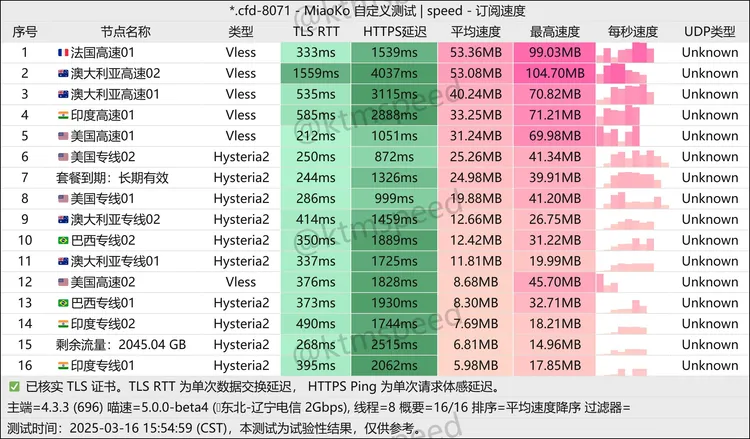 *.cfd-8071 - MiaoKo 自定义测试 | speed - 订阅速度
序号 节点名称 类型 TLS RTT HTTPS延迟 平均速度 最高速度 每秒速度 UDP类型
1 🇫🇷法国高速01 Vless 333ms 1539ms 53.36MB 99.03MB Unknown
2 🇦🇺澳大利亚高速02 Vless 1559ms 4037ms 53.08MB 104.70MB Unknown
3 🇦🇺澳大利亚高速01 Vless 535ms 3115ms 40.24MB 70.82MB Unknown
4 🇮🇳印度高速01 Vless 585ms 2888ms 33.25MB 71.21MB Unknown
5 🇺🇸美国高速01 Vless 212ms 1051ms 31.24MB 69.98MB Unknown
6 🇺🇸美国专线02 Hysteria2 250ms 872ms 25.26MB 41.34MB Unknown
7 套餐到期：长期有效 Hysteria2 244ms 1326ms 24.98MB 39.91MB Unknown
8 🇺🇸美国专线01 Hysteria2 286ms 999ms 19.88MB 41.20MB Unknown
9 🇦🇺澳大利亚专线02 Hysteria2 414ms 1459ms 12.66MB 26.75MB Unknown
10 🇧🇷巴西专线02 Hysteria2 350ms 1889ms 12.42MB 31.22MB Unknown
11 🇦🇺澳大利亚专线01 Hysteria2 337ms 1725ms 11.81MB 19.99MB Unknown
12 🇺🇸美国高速02 Vless 376ms 1828ms 8.68MB 45.70MB Unknown
13 🇧🇷巴西专线01 Hysteria2 373ms 1930ms 8.30MB 32.71MB Unknown
14 🇮🇳印度专线02 Hysteria2 490ms 1744ms 7.69MB 18.21MB Unknown
15 剩余流量：2045.04 GB Hysteria2 268ms 2515ms 6.81MB 14.96MB Unknown
16 🇮🇳印度专线01 Hysteria2 395ms 2062ms 5.98MB 17.85MB Unknown
✅ 已核实 TLS 证书。TLS RTT 为单次数据交换延迟， HTTPS Ping 为单次请求体感延迟。
主端=4.3.3 (696) 喵速=5.0.0-beta4 (东北-辽宁电信 2Gbps), 线程=8 概要=16/16 排序=平均速度降序 过滤器=
测试时间：2025-03-16 15:54:59 (CST)，本测试为试验性结果，仅供参考。
@ktmspeed
@ktmspeed
@ktmspeed